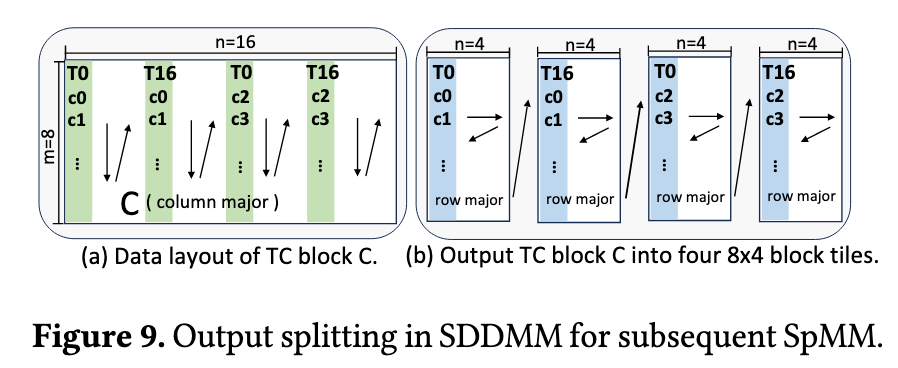 n=16
m=8
T0 T16 T0 T16
c0 c0 c2 c2
c1 c1 c3 c3
⋮ ⋮ ⋮ ⋮
C ( column major )
(a) Data layout of TC block C.
n=4 n=4 n=4 n=4
T0 T16 T0 T16
c0 c0 c2 c2
c1 c1 c3 c3
⋮ ⋮ ⋮ ⋮
row major row major row major row major
(b) Output TC block C into four 8x4 block tiles.
Figure 9. Output splitting in SDDMM for subsequent SpMM.